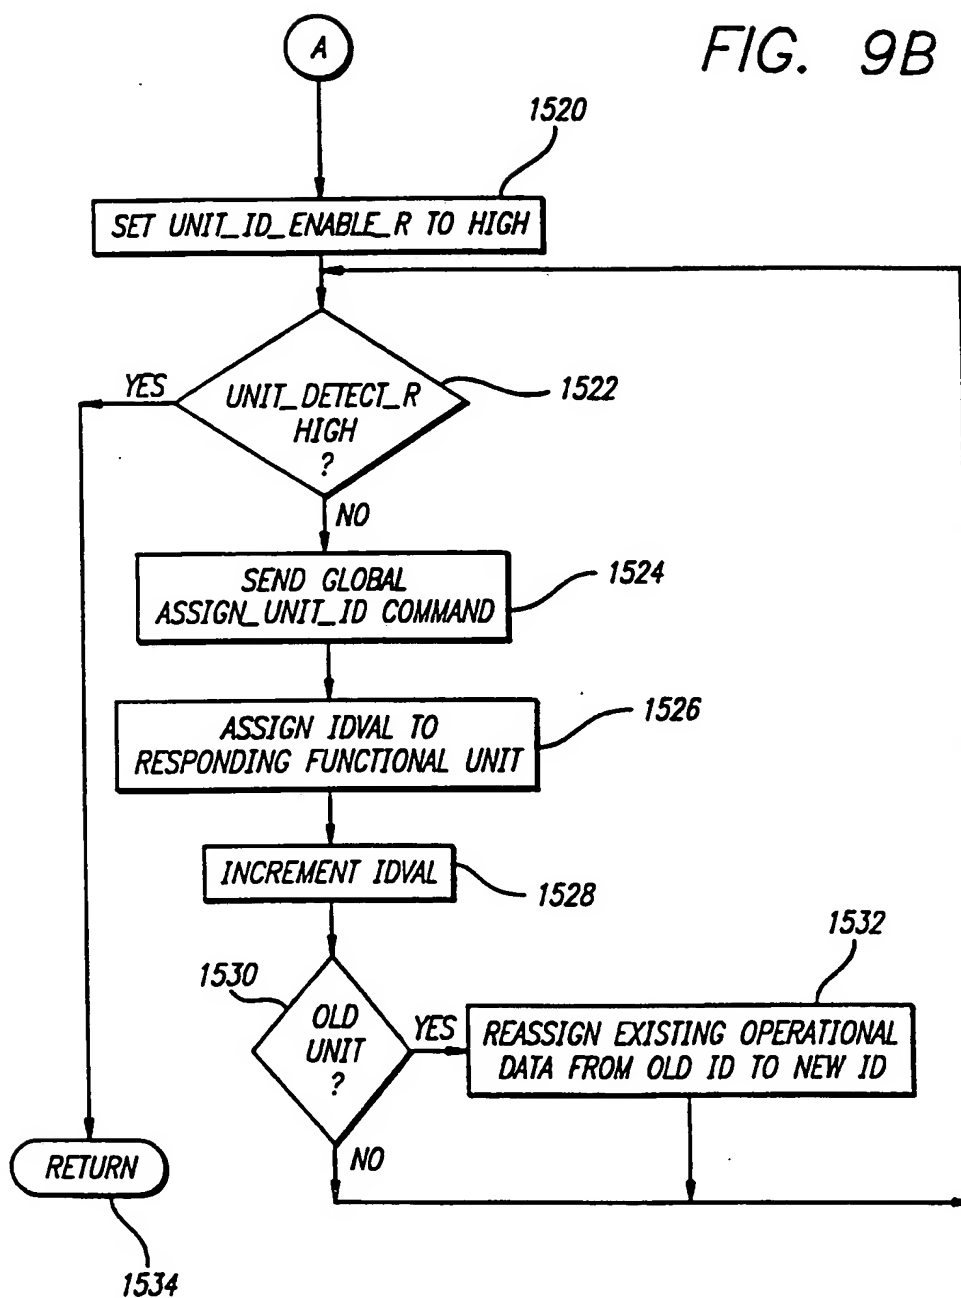 A
FIG. 9B
1520
SET UNIT_ID_ENABLE_R TO HIGH
YES
UNIT_DETECT_R
HIGH
?
1522
NO
SEND GLOBAL
ASSIGN_UNIT_ID COMMAND
1524
ASSIGN IDVAL TO
RESPONDING FUNCTIONAL UNIT
1526
INCREMENT IDVAL
1528
1530
OLD
UNIT
?
YES
1532
REASSIGN EXISTING OPERATIONAL
DATA FROM OLD ID TO NEW ID
NO
RETURN
1534